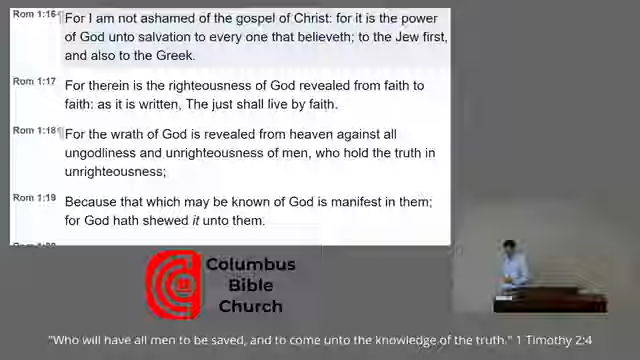 Rom 1:16¶ For I am not ashamed of the gospel of Christ: for it is the power
of God unto salvation to every one that believeth; to the Jew first,
and also to the Greek.
Rom 1:17 For therein is the righteousness of God revealed from faith to
faith: as it is written, The just shall live by faith.
Rom 1:18¶ For the wrath of God is revealed from heaven against all
ungodliness and unrighteousness of men, who hold the truth in
unrighteousness;
Rom 1:19 Because that which may be known of God is manifest in them;
for God hath shewed it unto them.
Columbus
Bible
Church
"Who will have all men to be saved, and to come unto the knowledge of the truth." 1 Timothy 2:4